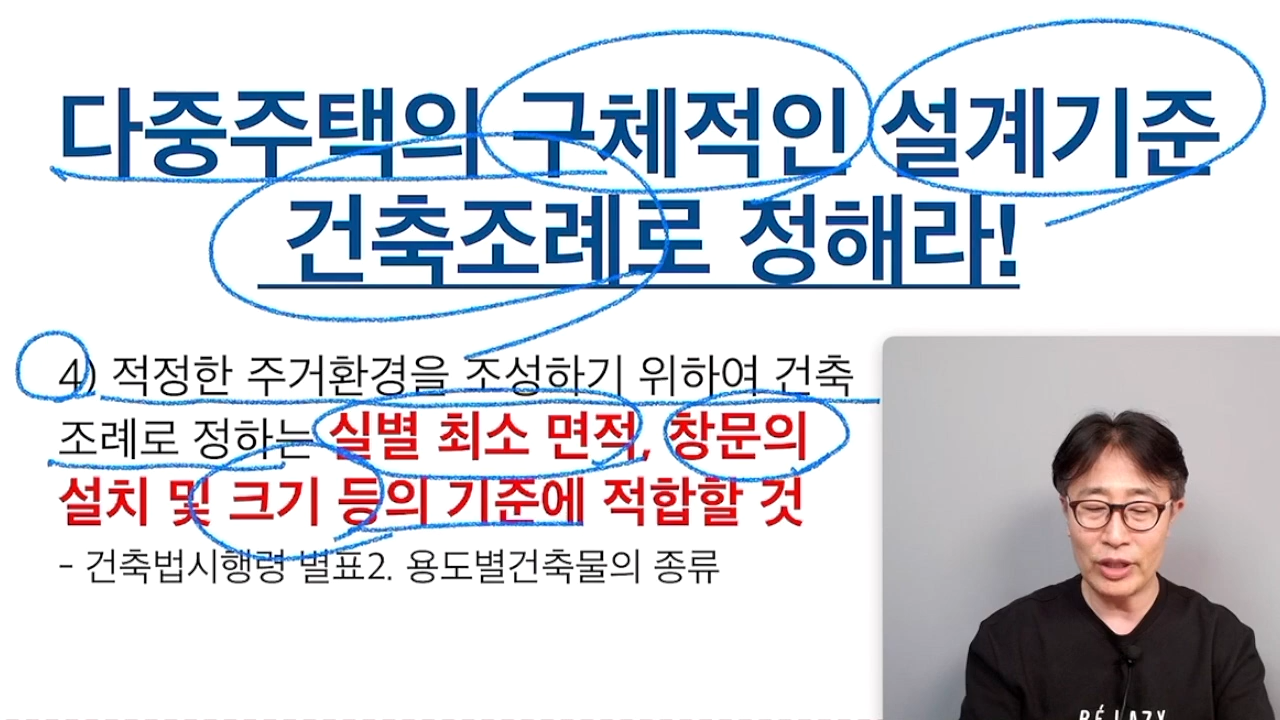 다중주택의 구체적인 설계기준
건축조례로 정해라!
4) 적정한 주거환경을 조성하기 위하여 건축
조례로 정하는 실별 최소 면적, 창문의
설치 및 크기 등의 기준에 적합할 것
- 건축법시행령 별표2. 용도별건축물의 종류
BÉ LAZY